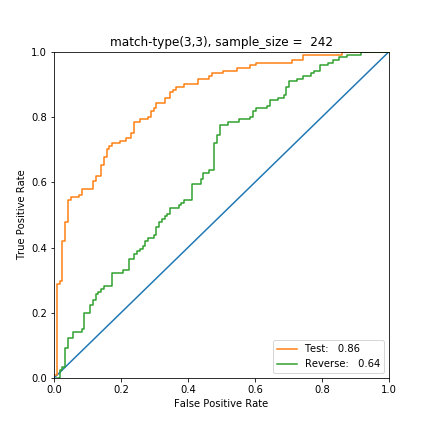 match-type(3,3), sample_size =  242
True Positive Rate
1.0
0.8
0.6
0.4
0.2
0.0
0.0 0.2 0.4 0.6 0.8 1.0
False Positive Rate
Test:   0.86
Reverse:   0.64